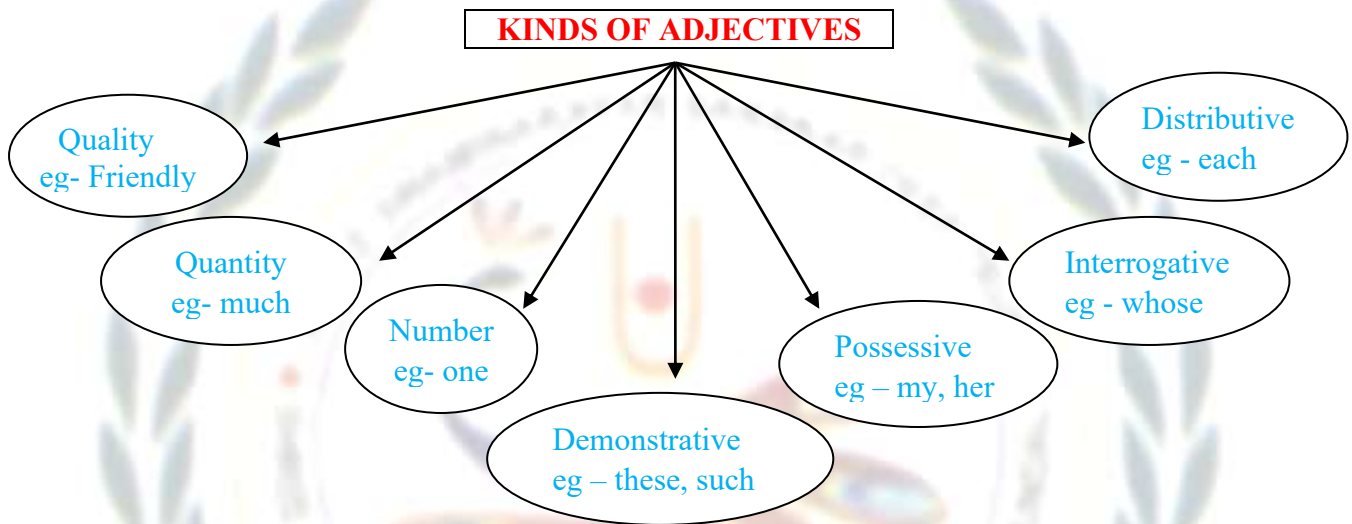 KINDS OF ADJECTIVES
Quality
eg- Friendly
Quantity
eg- much
Number
eg- one
Demonstrative
eg – these, such
Possessive
eg – my, her
Interrogative
eg - whose
Distributive
eg - each